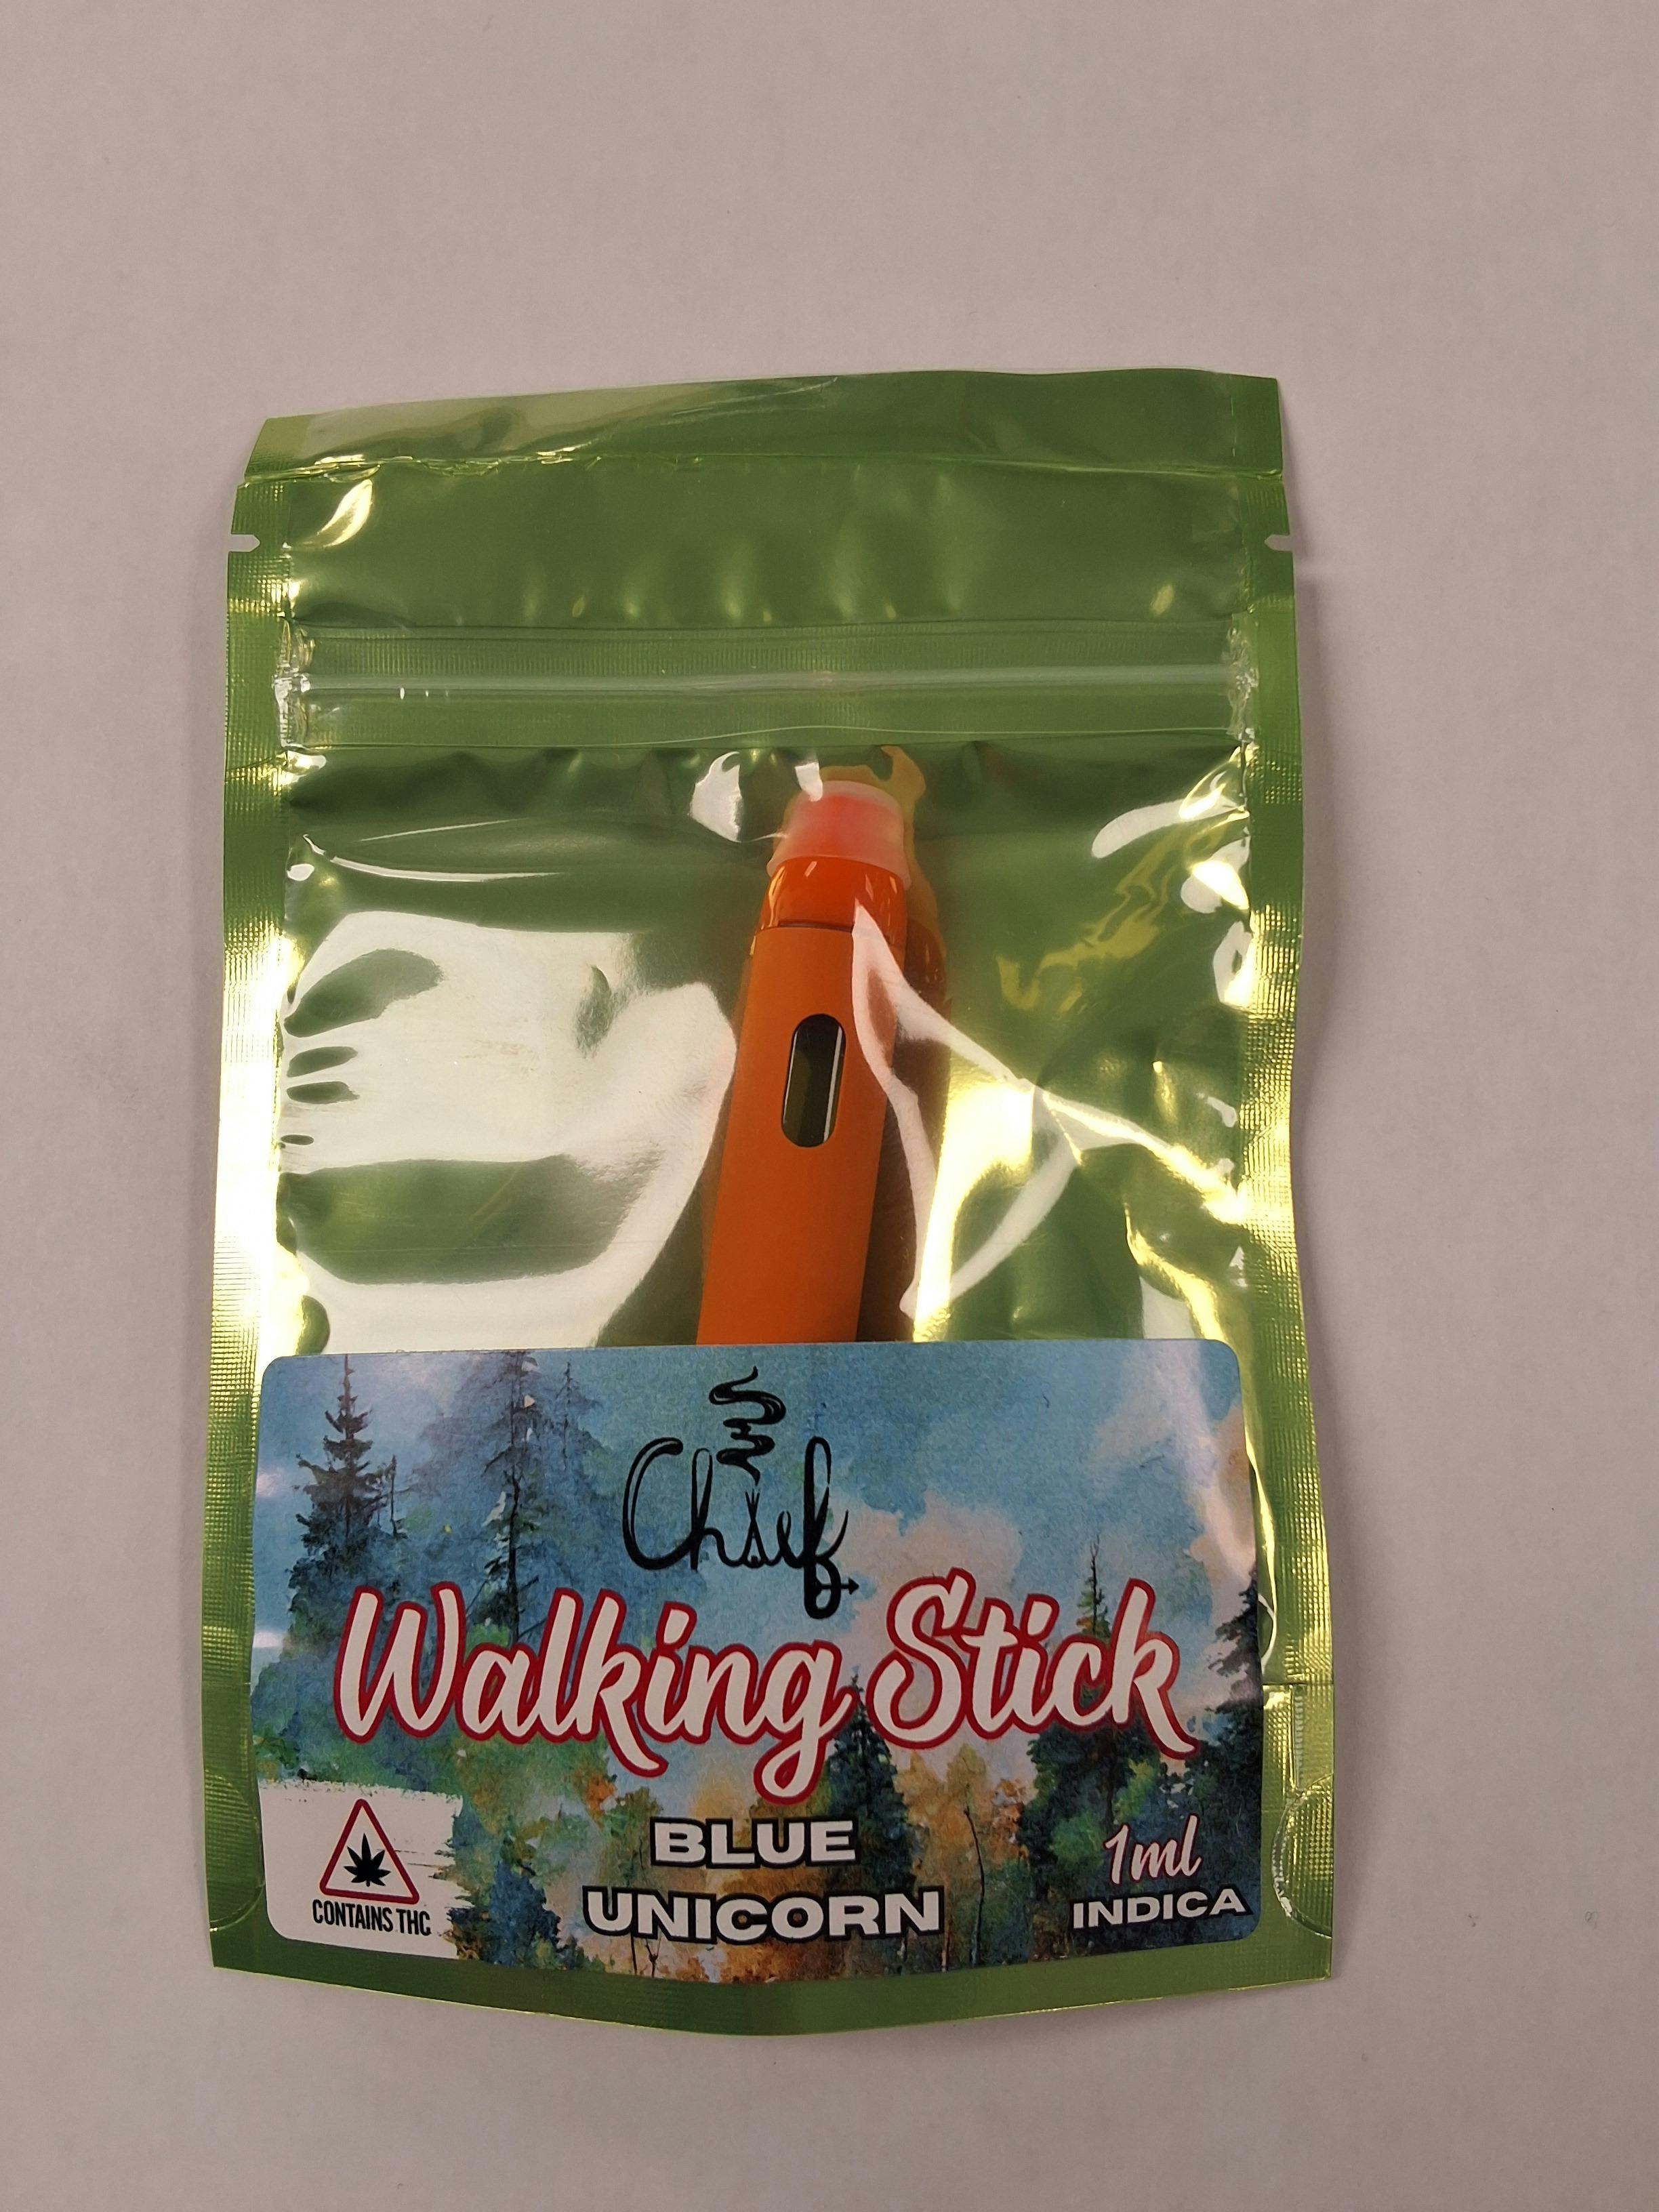 Chief
Walking Stick
BLUE
UNICORN
1ml
INDICA
CONTAINS THC